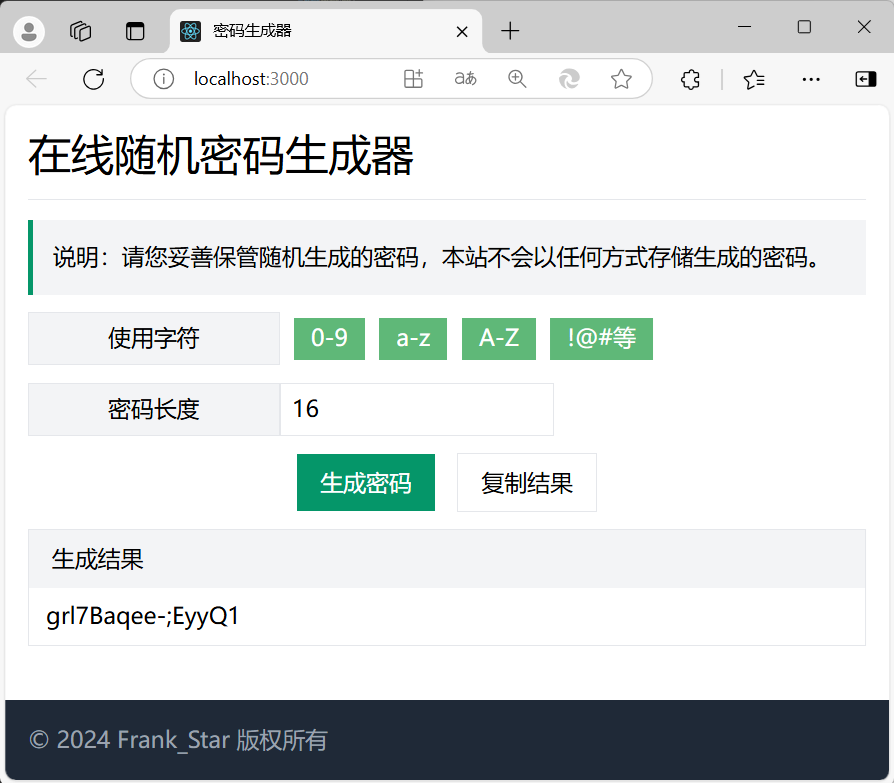 密码生成器
localhost:3000
aあ
在线随机密码生成器
说明：请您妥善保管随机生成的密码，本站不会以任何方式存储生成的密码。
使用字符 0-9 a-z A-Z !@#等
密码长度 16
生成密码 复制结果
生成结果
grl7Baqee-;EyyQ1
© 2024 Frank_Star 版权所有